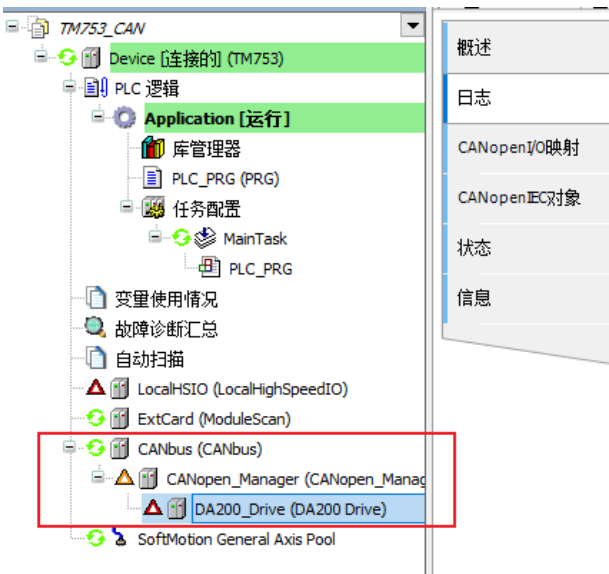 TM753_CAN
Device [连接的] (TM753)
PLC 逻辑
Application [运行]
库管理器
PLC_PRG (PRG)
任务配置
MainTask
PLC_PRG
变量使用情况
故障诊断汇总
自动扫描
LocalHSIO (LocalHighSpeedIO)
ExtCard (ModuleScan)
CANbus (CANbus)
CANopen_Manager (CANopen_Manag
DA200_Drive (DA200 Drive)
SoftMotion General Axis Pool
概述
日志
CANopenI/O映射
CANopenIEC对象
状态
信息